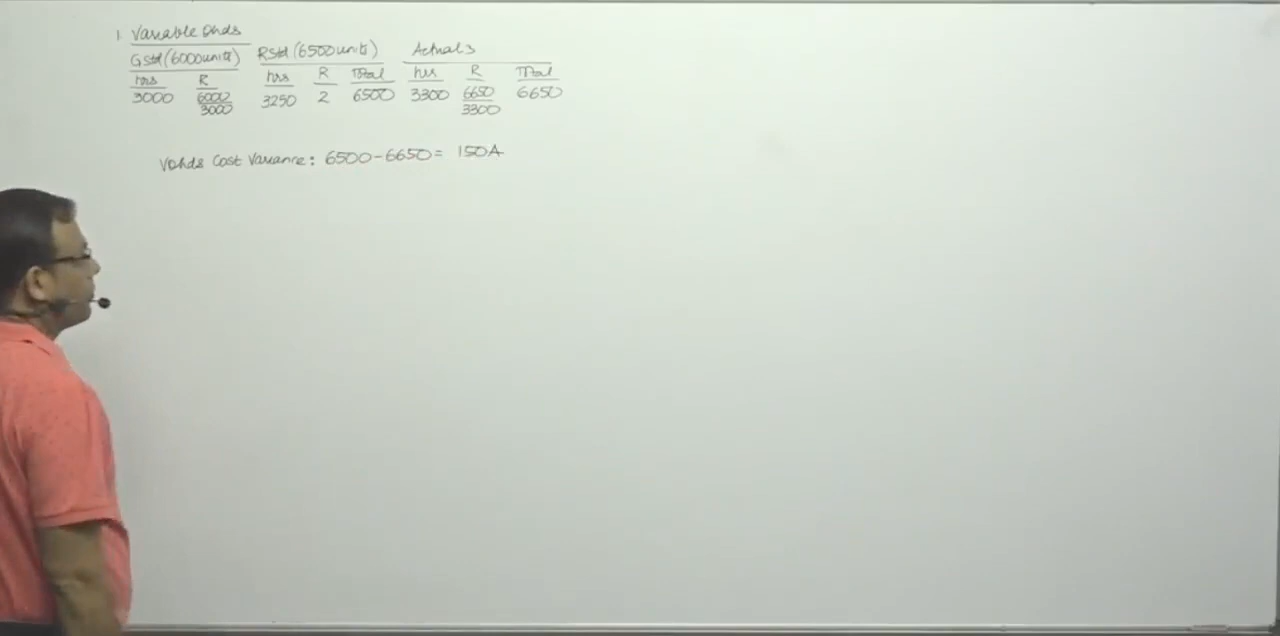 1 Variable Ohds
GStd (6000 units) RStd (6500 units) Actuals
hrs R hrs R Total hrs R Total
3000 6000/3000 3250 2 6500 3300 6650/3300 6650
VOhds Cost Variance: 6500-6650= 150A